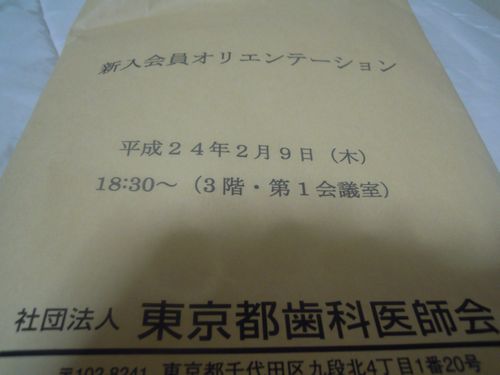 新入会員オリエンテーション
平成24年2月9日（木）
18:30～（3階・第1会議室）
社団法人 東京都歯科医師会
〒102-8241 東京都千代田区九段北4丁目1番20号